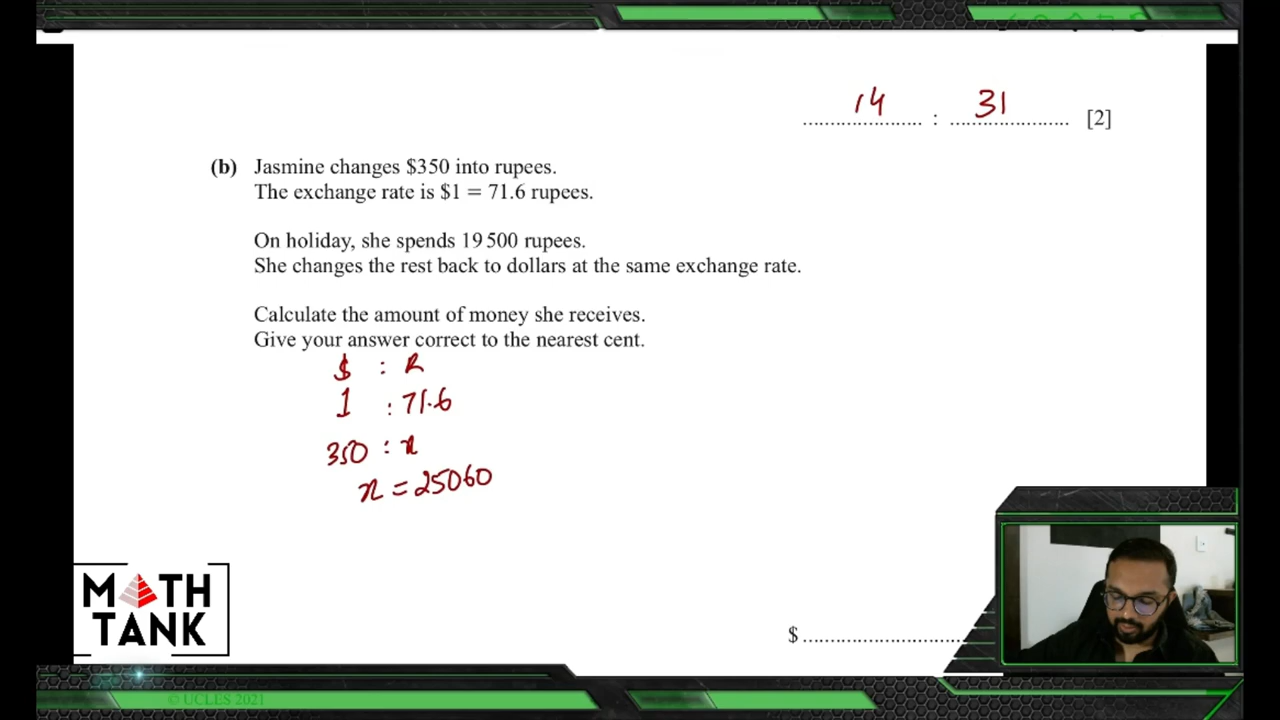 14 : 31 [2]
(b) Jasmine changes $350 into rupees.
The exchange rate is $1 = 71.6 rupees.
On holiday, she spends 19 500 rupees.
She changes the rest back to dollars at the same exchange rate.
Calculate the amount of money she receives.
Give your answer correct to the nearest cent.
$ : R
1 : 71.6
350 : x
x = 25060
MATH
TANK
$ ..............................
© UCLES 2021